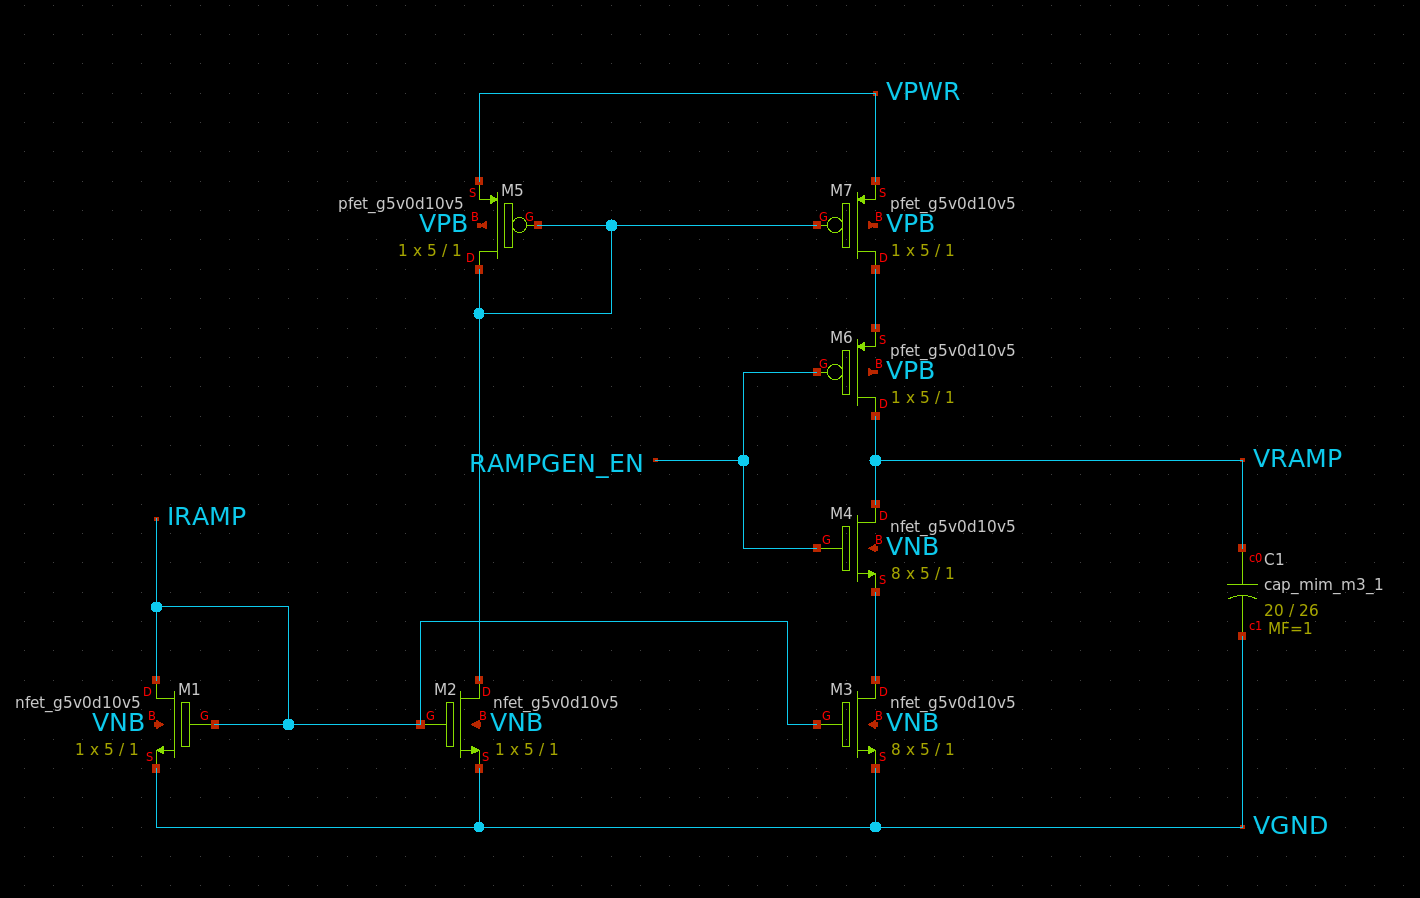 VPWR
S
M5
pfet_g5v0d10v5
B
G
VPB
1 x 5 / 1
D
M7
S
pfet_g5v0d10v5
G
B
VPB
1 x 5 / 1
D
M6
S
pfet_g5v0d10v5
G
B
VPB
1 x 5 / 1
D
RAMPGEN_EN
VRAMP
IRAMP
M4
D
nfet_g5v0d10v5
G
B
VNB
8 x 5 / 1
S
c0
C1
cap_mim_m3_1
20 / 26
c1
MF=1
D
M1
nfet_g5v0d10v5
B
G
VNB
1 x 5 / 1
S
M2
D
nfet_g5v0d10v5
G
B
VNB
1 x 5 / 1
S
M3
D
nfet_g5v0d10v5
G
B
VNB
8 x 5 / 1
S
VGND